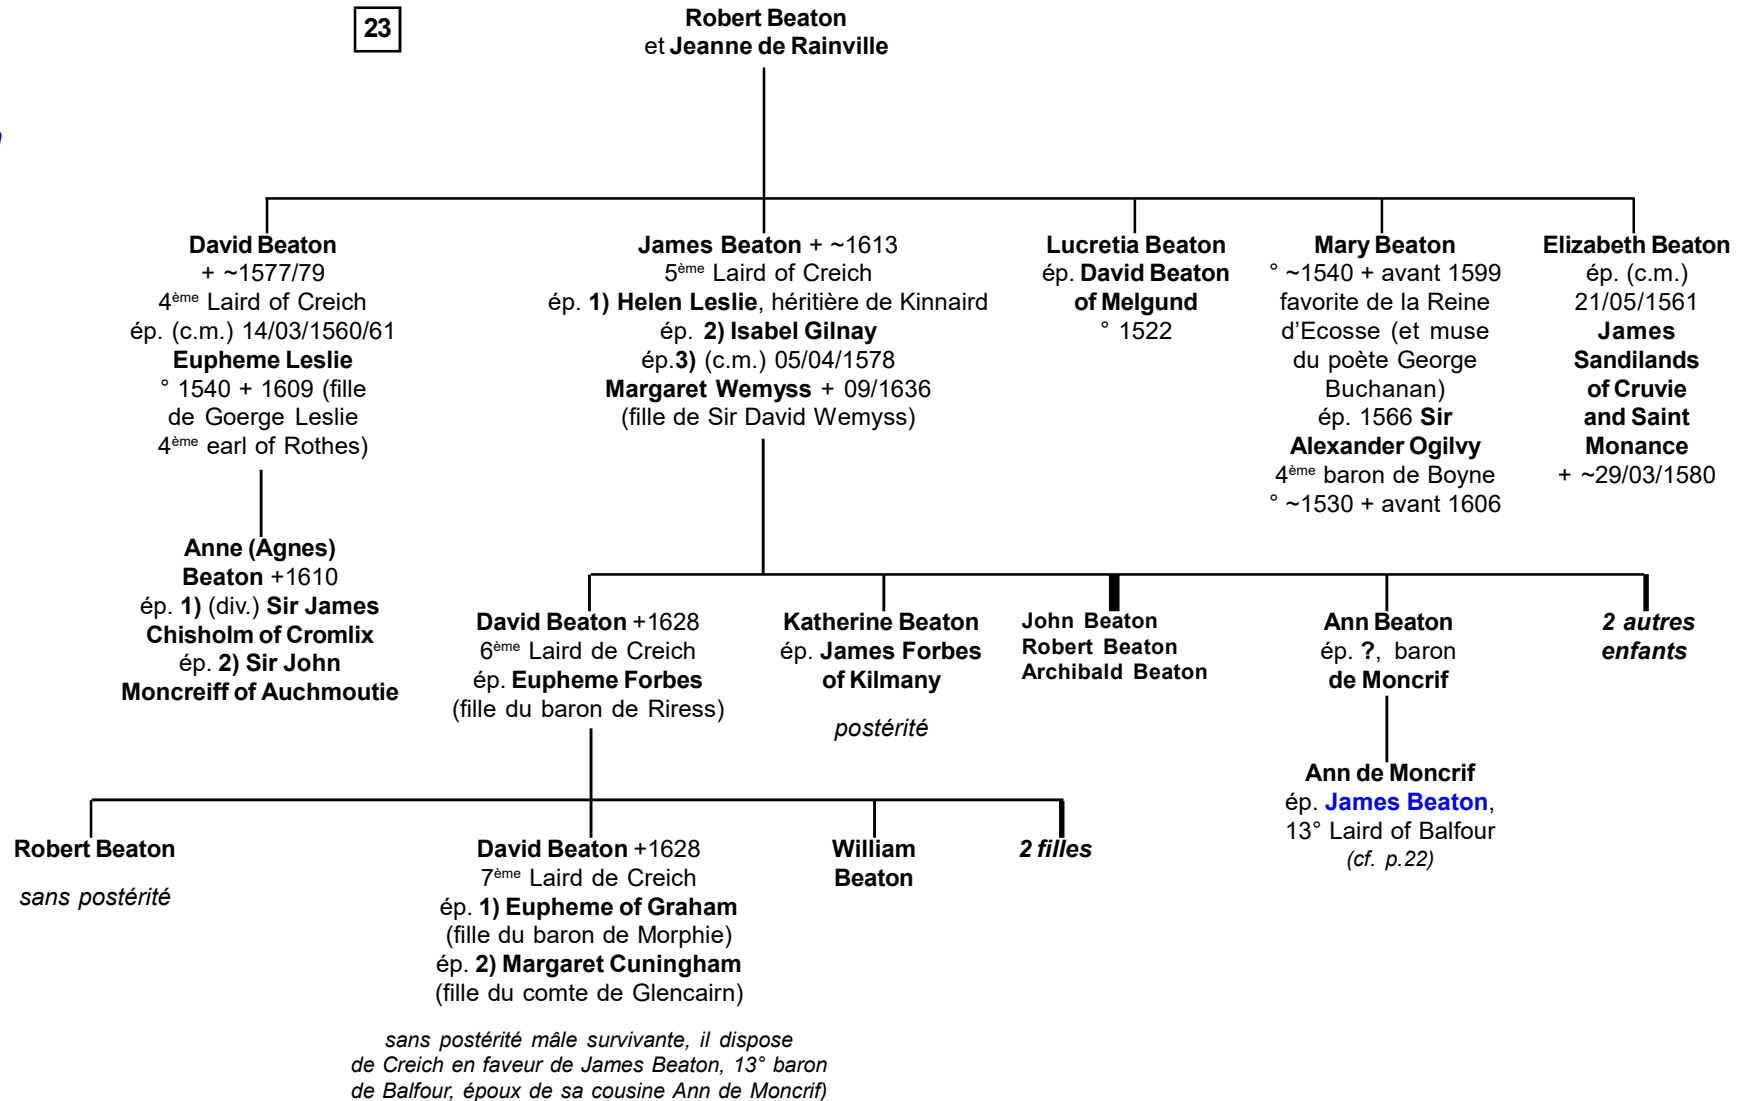 23
Robert Beaton
et Jeanne de Rainville
David Beaton
+ ~1577/79
4ème Laird of Creich
ép. (c.m.) 14/03/1560/61
Eupheme Leslie
° 1540 + 1609 (fille
de Goerge Leslie
4ème earl of Rothes)
James Beaton + ~1613
5ème Laird of Creich
ép. 1) Helen Leslie, héritière de Kinnaird
ép. 2) Isabel Gilnay
ép.3) (c.m.) 05/04/1578
Margaret Wemyss + 09/1636
(fille de Sir David Wemyss)
Lucretia Beaton
ép. David Beaton
of Melgund
° 1522
Mary Beaton
° ~1540 + avant 1599
favorite de la Reine
d'Ecosse (et muse
du poète George
Buchanan)
ép. 1566 Sir
Alexander Ogilvy
4ème baron de Boyne
° ~1530 + avant 1606
Elizabeth Beaton
ép. (c.m.)
21/05/1561
James
Sandilands
of Cruvie
and Saint
Monance
+ ~29/03/1580
Anne (Agnes)
Beaton +1610
ép. 1) (div.) Sir James
Chisholm of Cromlix
ép. 2) Sir John
Moncreiff of Auchmoutie
David Beaton +1628
6ème Laird de Creich
ép. Eupheme Forbes
(fille du baron de Riress)
Katherine Beaton
ép. James Forbes
of Kilmany
postérité
John Beaton
Robert Beaton
Archibald Beaton
Ann Beaton
ép. ?, baron
de Moncrif
2 autres
enfants
Ann de Moncrif
ép. James Beaton,
13° Laird of Balfour
(cf. p.22)
Robert Beaton
sans postérité
David Beaton +1628
7ème Laird de Creich
ép. 1) Eupheme of Graham
(fille du baron de Morphie)
ép. 2) Margaret Cuningham
(fille du comte de Glencairn)
sans postérité mâle survivante, il dispose
de Creich en faveur de James Beaton, 13° baron
de Balfour, époux de sa cousine Ann de Moncrif)
William
Beaton
2 filles